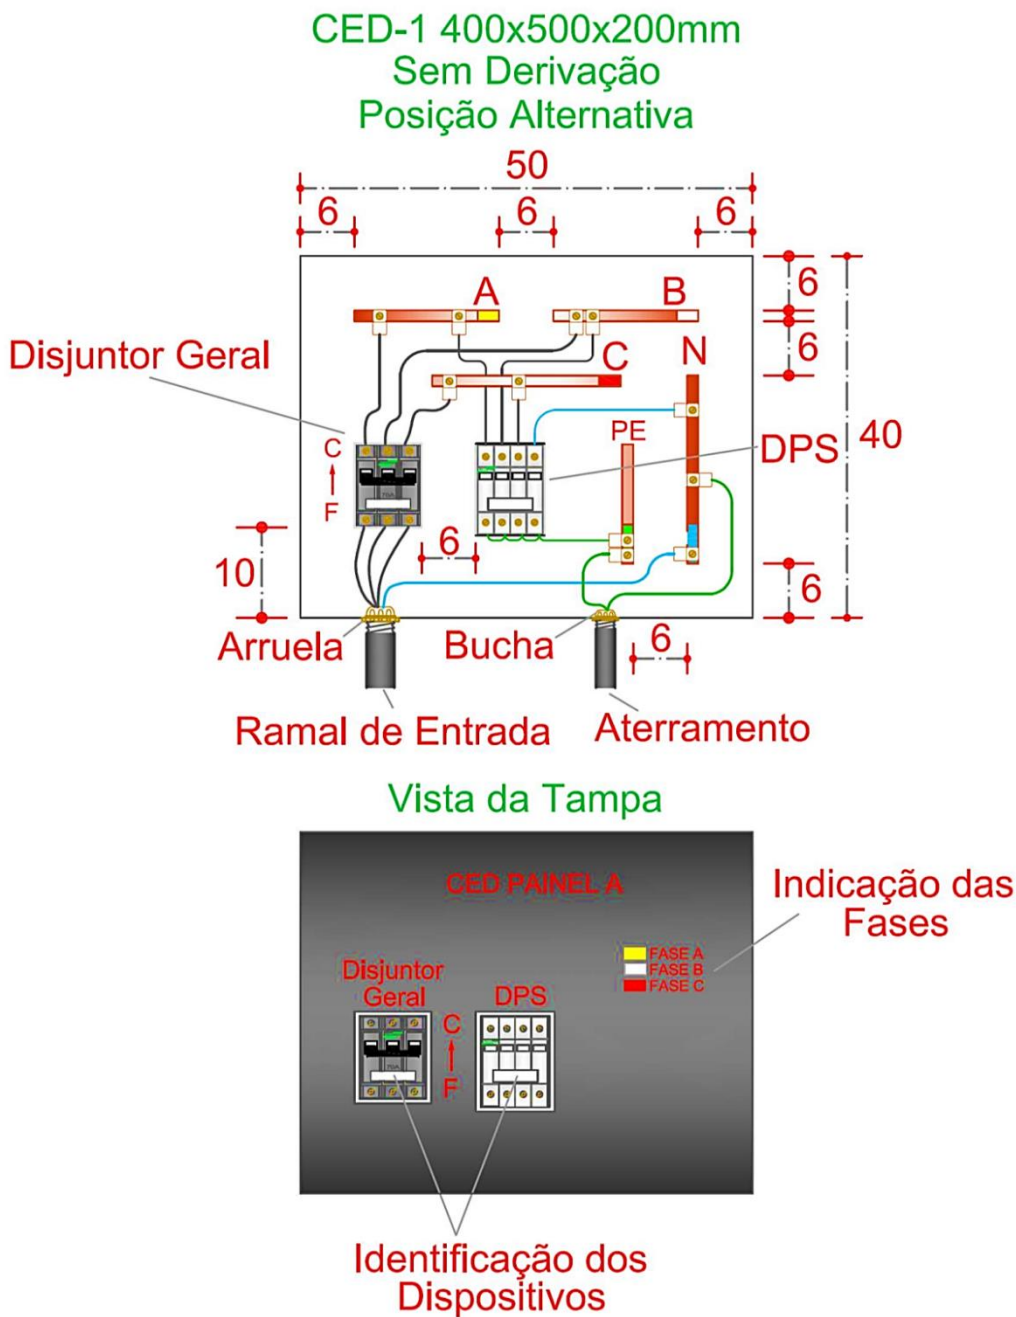 CED-1 400x500x200mm
Sem Derivação
Posição Alternativa
50
6
6
6
A
B
6
Disjuntor Geral
C
N
6
C
F
PE
DPS
40
10
6
6
Arruela
Bucha
6
Ramal de Entrada
Aterramento
Vista da Tampa
CED PAINEL A
Indicação das
Fases
FASE A
FASE B
FASE C
Disjuntor
Geral
DPS
C
F
Identificação dos
Dispositivos